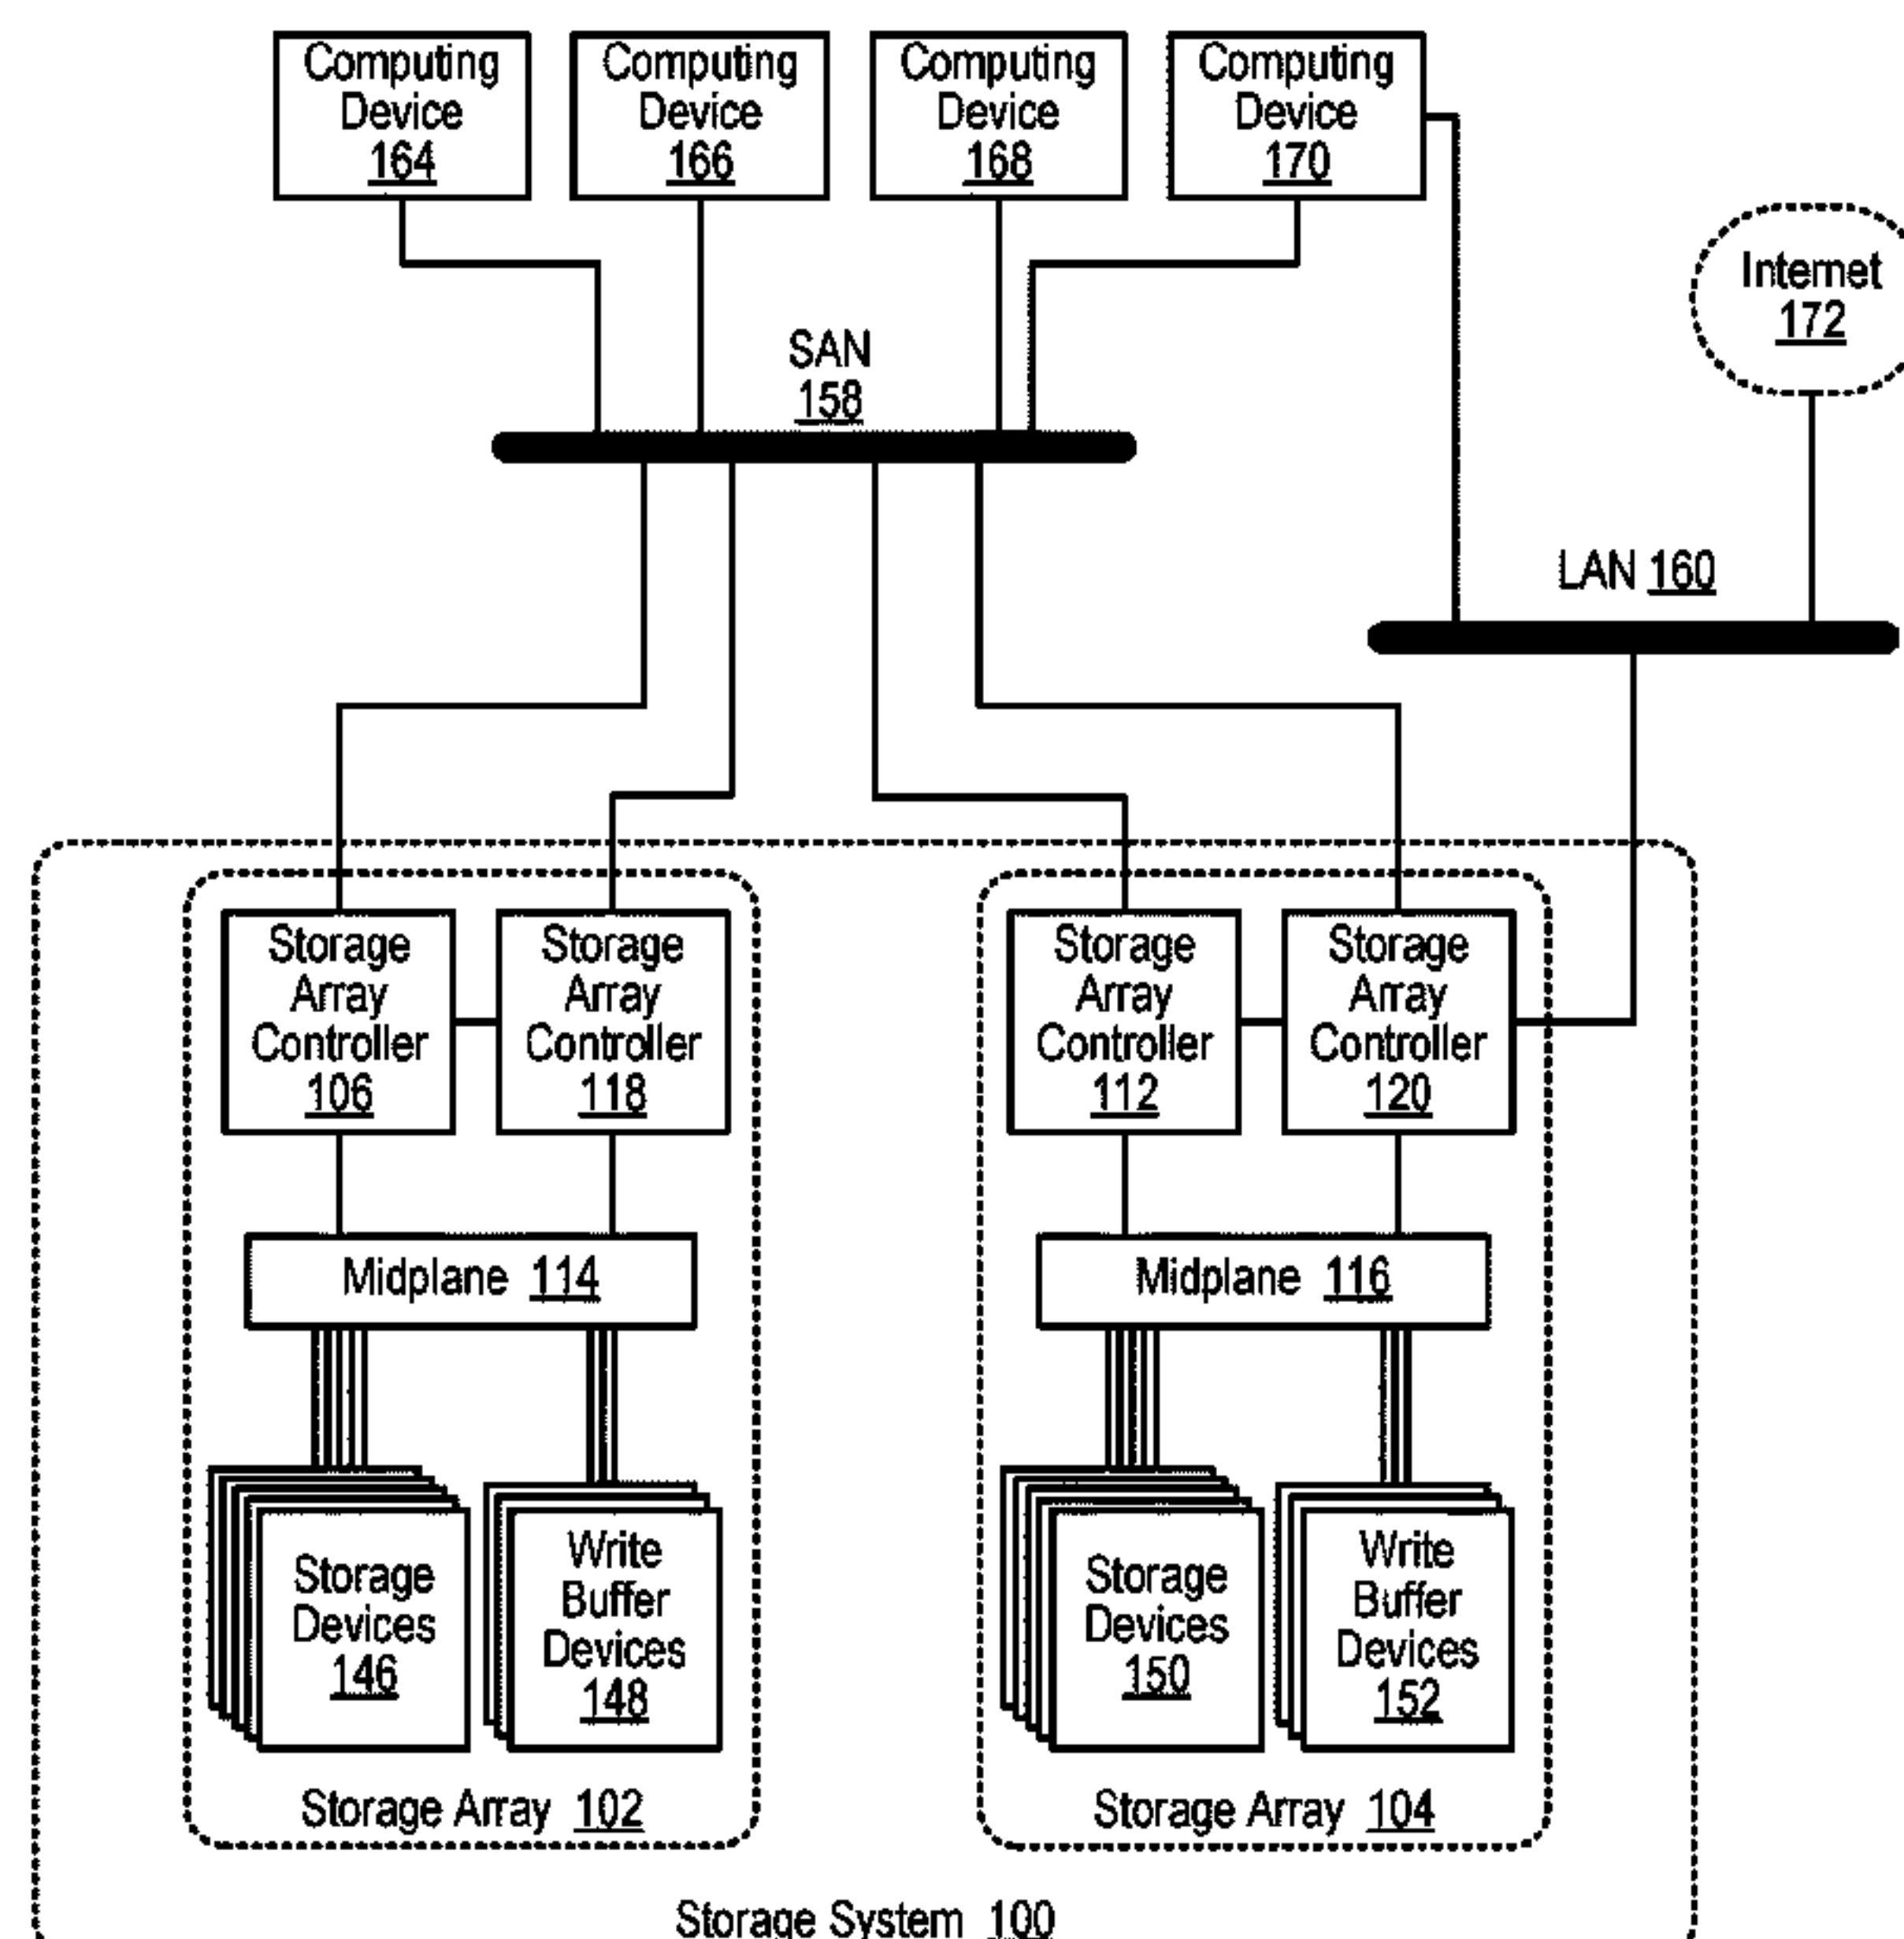 Computing
Device
164
Computing
Device
166
Computing
Device
168
Computing
Device
170
Internet
172
SAN
158
LAN 160
Storage
Array
Controller
106
Storage
Array
Controller
118
Storage
Array
Controller
112
Storage
Array
Controller
120
Midplane 114
Midplane 116
Storage
Devices
146
Write
Buffer
Devices
148
Storage
Devices
150
Write
Buffer
Devices
152
Storage Array 102
Storage Array 104
Storage System 100